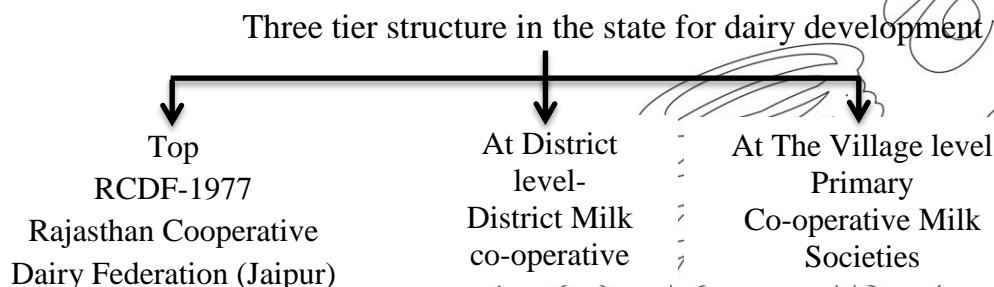 Three tier structure in the state for dairy development
Top
RCDF-1977
Rajasthan Cooperative
Dairy Federation (Jaipur)
At District
level-
District Milk
co-operative
At The Village level
Primary
Co-operative Milk
Societies